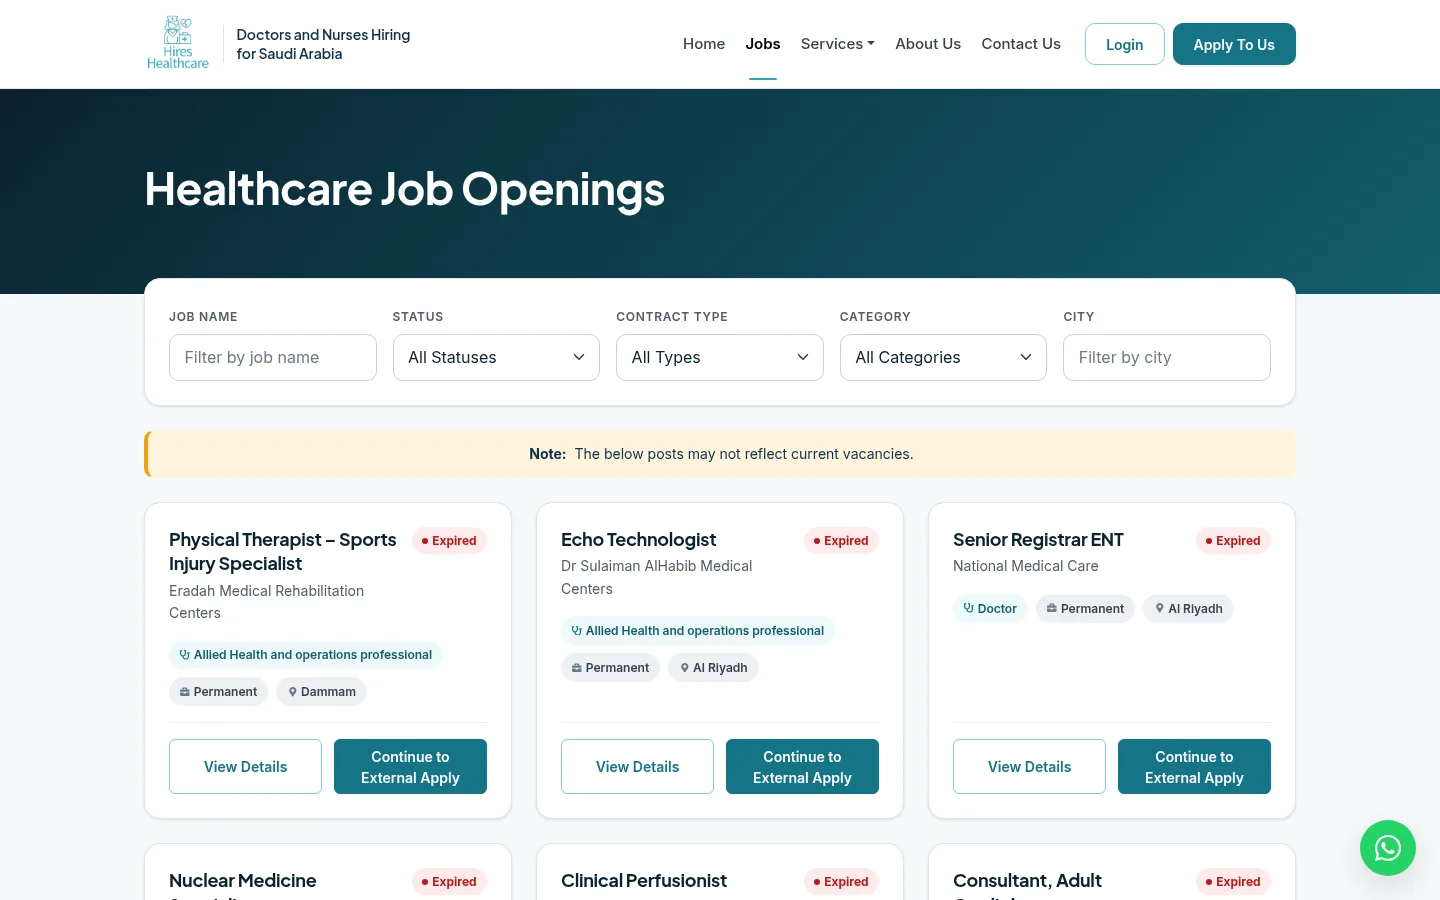 Hires
Healthcare
Doctors and Nurses Hiring
for Saudi Arabia
Home
Jobs
Services
About Us
Contact Us
Login
Apply To Us
Healthcare Job Openings
JOB NAME
STATUS
CONTRACT TYPE
CATEGORY
CITY
Filter by job name
All Statuses
All Types
All Categories
Filter by city
Note: The below posts may not reflect current vacancies.
Physical Therapist – Sports
Injury Specialist
Expired
Eradah Medical Rehabilitation
Centers
Allied Health and operations professional
Permanent
Dammam
View Details
Continue to
External Apply
Echo Technologist
Expired
Dr Sulaiman AlHabib Medical
Centers
Allied Health and operations professional
Permanent
Al Riyadh
View Details
Continue to
External Apply
Senior Registrar ENT
Expired
National Medical Care
Doctor
Permanent
Al Riyadh
View Details
Continue to
External Apply
Nuclear Medicine
Expired
Clinical Perfusionist
Expired
Consultant, Adult
Expired